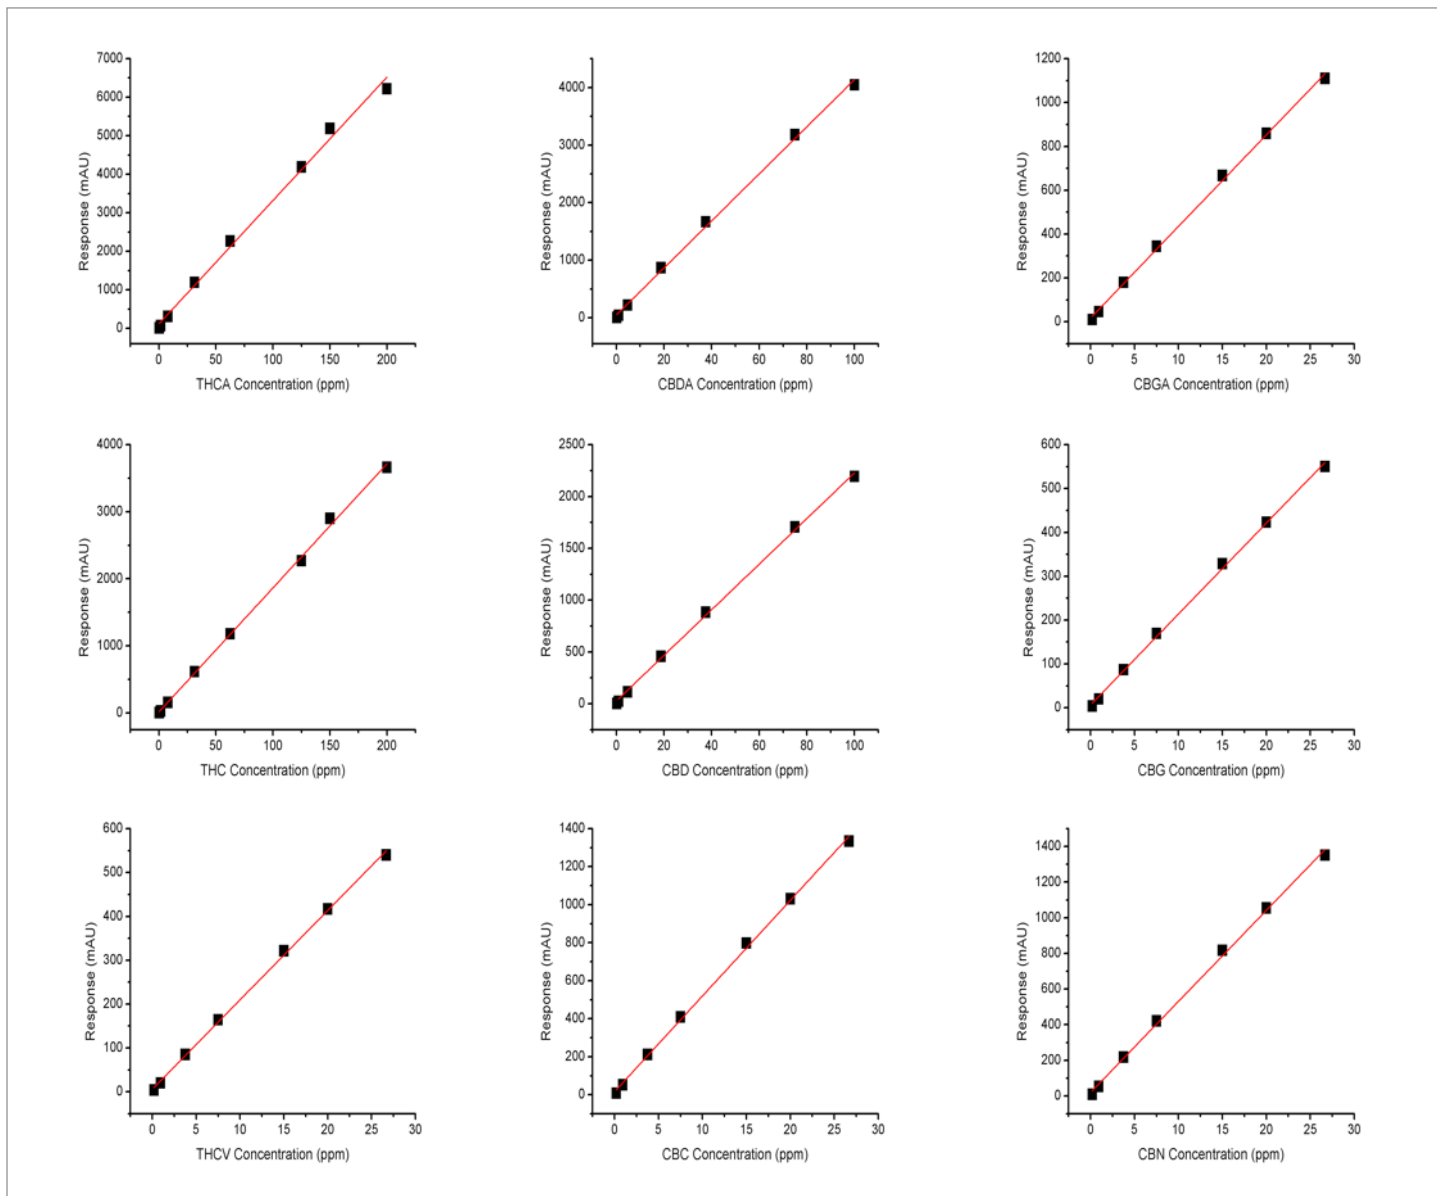 7000
6000
5000
4000
3000
2000
1000
0
Response (mAU)
0 50 100 150 200
THCA Concentration (ppm)
4000
3000
2000
1000
0
Response (mAU)
0 20 40 60 80 100
CBDA Concentration (ppm)
1200
1000
800
600
400
200
0
Response (mAU)
0 5 10 15 20 25 30
CBGA Concentration (ppm)
4000
3000
2000
1000
0
Response (mAU)
0 50 100 150 200
THC Concentration (ppm)
2500
2000
1500
1000
500
0
Response (mAU)
0 20 40 60 80 100
CBD Concentration (ppm)
600
500
400
300
200
100
0
Response (mAU)
0 5 10 15 20 25 30
CBG Concentration (ppm)
600
500
400
300
200
100
0
Response (mAU)
0 5 10 15 20 25 30
THCV Concentration (ppm)
1400
1200
1000
800
600
400
200
0
Response (mAU)
0 5 10 15 20 25 30
CBC Concentration (ppm)
1400
1200
1000
800
600
400
200
0
Response (mAU)
0 5 10 15 20 25 30
CBN Concentration (ppm)